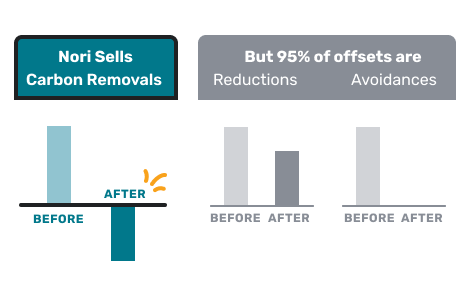 Nori Sells
Carbon Removals
But 95% of offsets are
Reductions Avoidances
AFTER
BEFORE
BEFORE AFTER
BEFORE AFTER